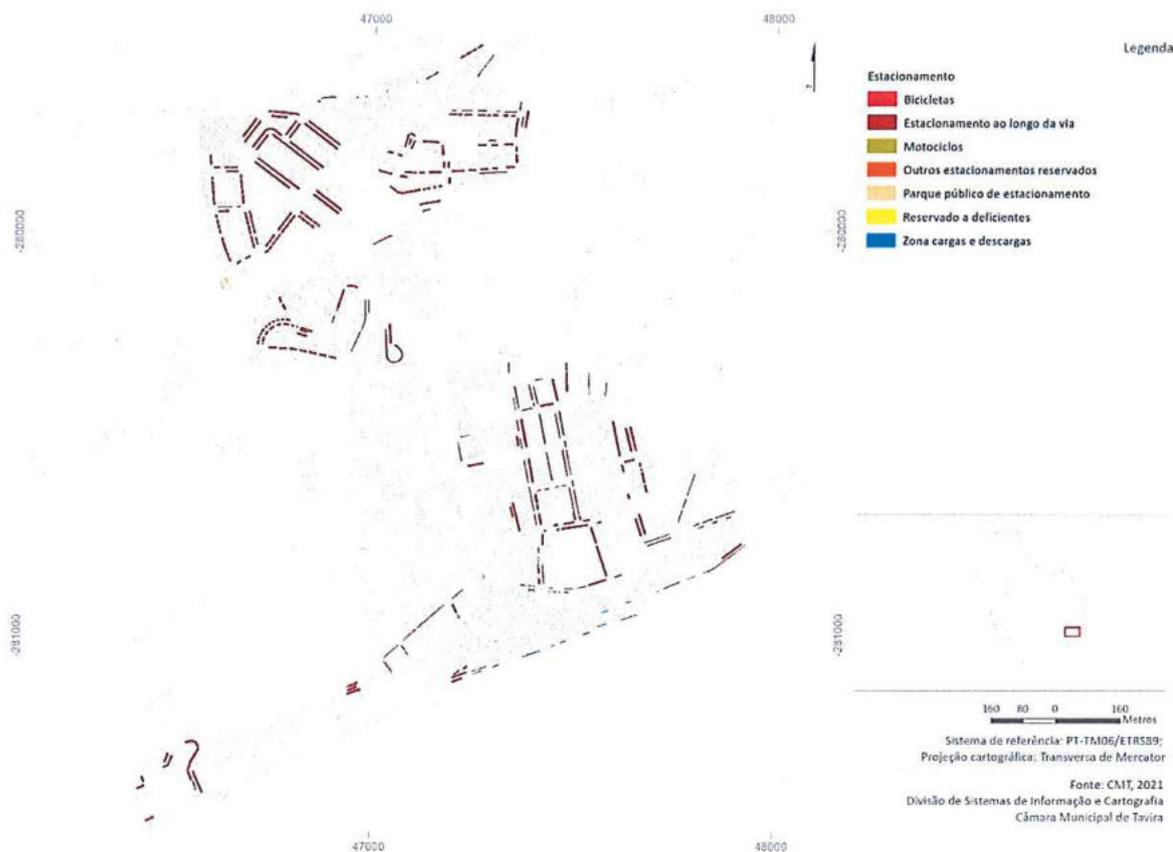 47000
48000
Legenda
Estacionamento
Bicicletas
Estacionamento ao longo da via
Motociclos
Outros estacionamentos reservados
Parque público de estacionamento
Reservado a deficientes
Zona cargas e descargas
-280000
-280000
-281000
-281000
160 80 0 160
Metros
Sistema de referência: PT-TM06/ETRS89;
Projeção cartográfica: Transversa de Mercator
Fonte: CMT, 2021
Divisão de Sistemas de Informação e Cartografia
Câmara Municipal de Tavira
47000
48000